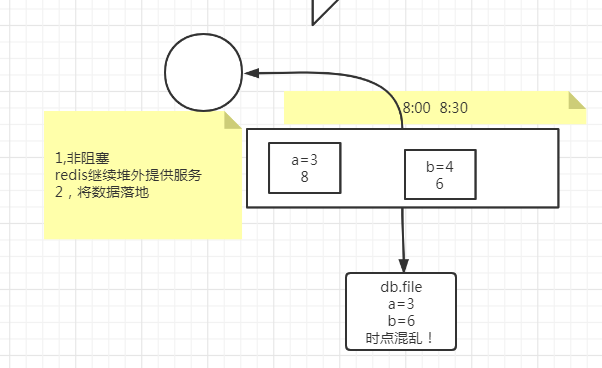 8:00 8:30
1,非阻塞
redis继续堆外提供服务
2，将数据落地
a=3
8
b=4
6
db.file
a=3
b=6
时点混乱！